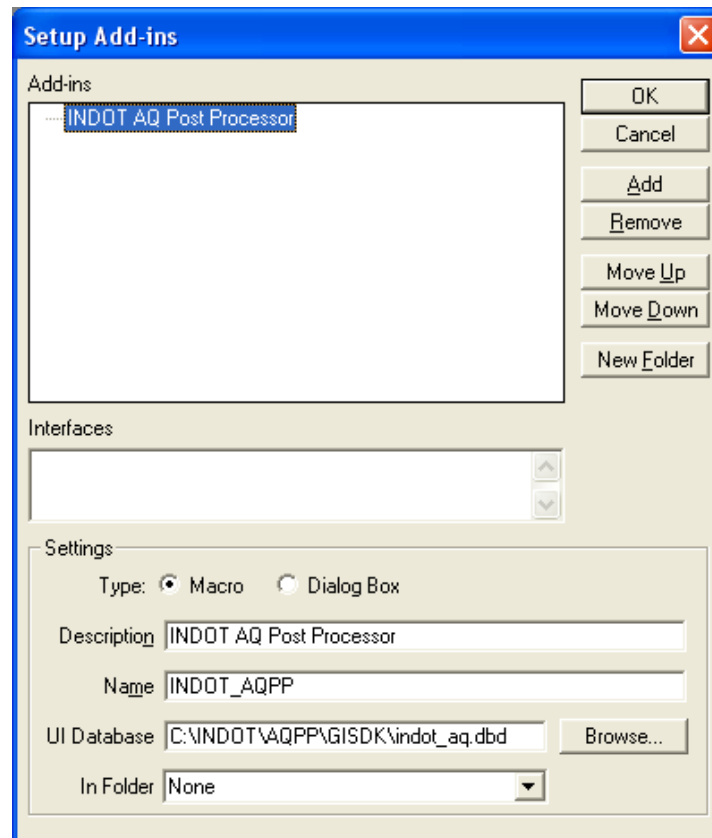 Setup Add-ins
Add-ins
INDOT AQ Post Processor
OK
Cancel
Add
Remove
Move Up
Move Down
New Folder
Interfaces
Settings
Type: Macro Dialog Box
Description INDOT AQ Post Processor
Name INDOT_AQPP
UI Database C:\INDOT\AQPP\GISDK\indot_aq.dbd Browse...
In Folder None